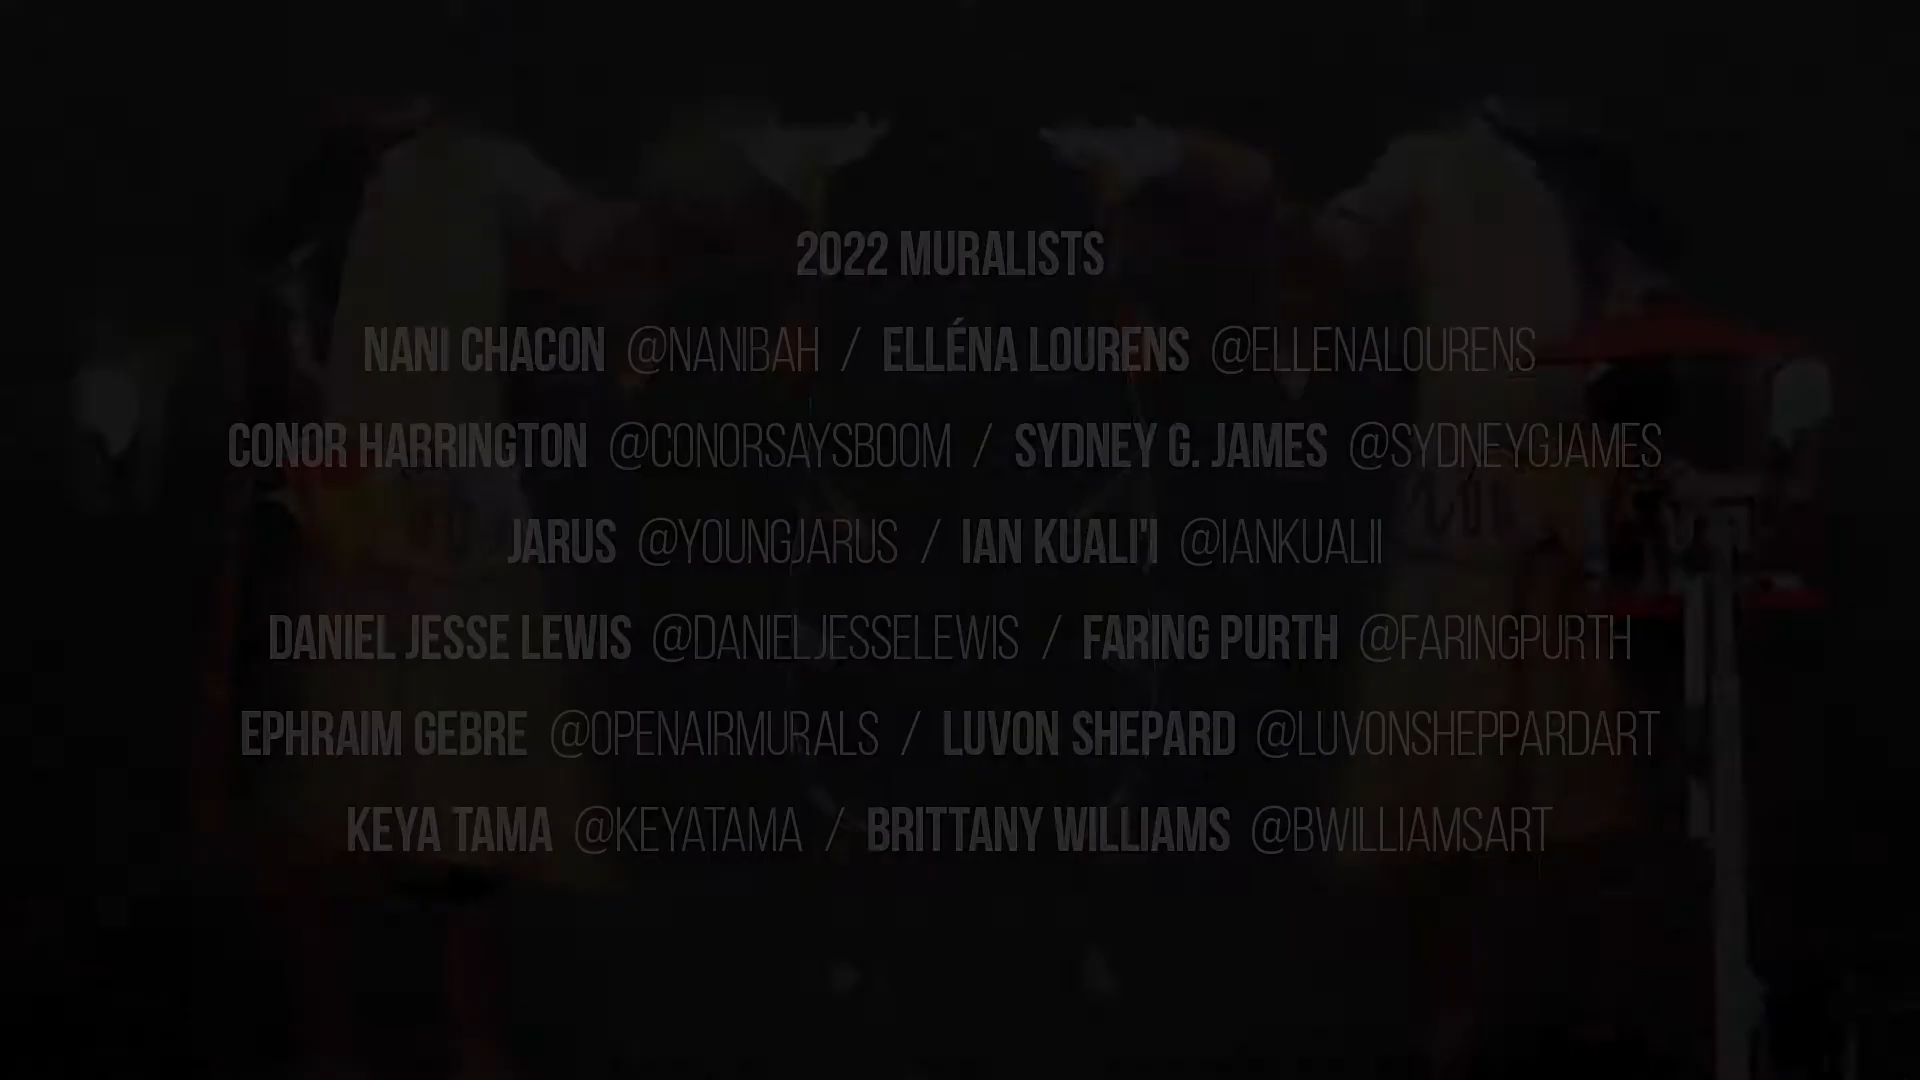 2022 MURALISTS
NANI CHACON @NANIBAH / ELLÉNA LOURENS @ELLENALOURENS
CONOR HARRINGTON @CONORSAYSBOOM / SYDNEY G. JAMES @SYDNEYGJAMES
JARUS @YOUNGJARUS / IAN KUALI'I @IANKUALII
DANIEL JESSE LEWIS @DANIELJESSELEWIS / FARING PURTH @FARINGPURTH
EPHRAIM GEBRE @OPENAIRMURALS / LUVON SHEPARD @LUVONSHEPPARDART
KEYA TAMA @KEYATAMA / BRITTANY WILLIAMS @BWILLIAMSART